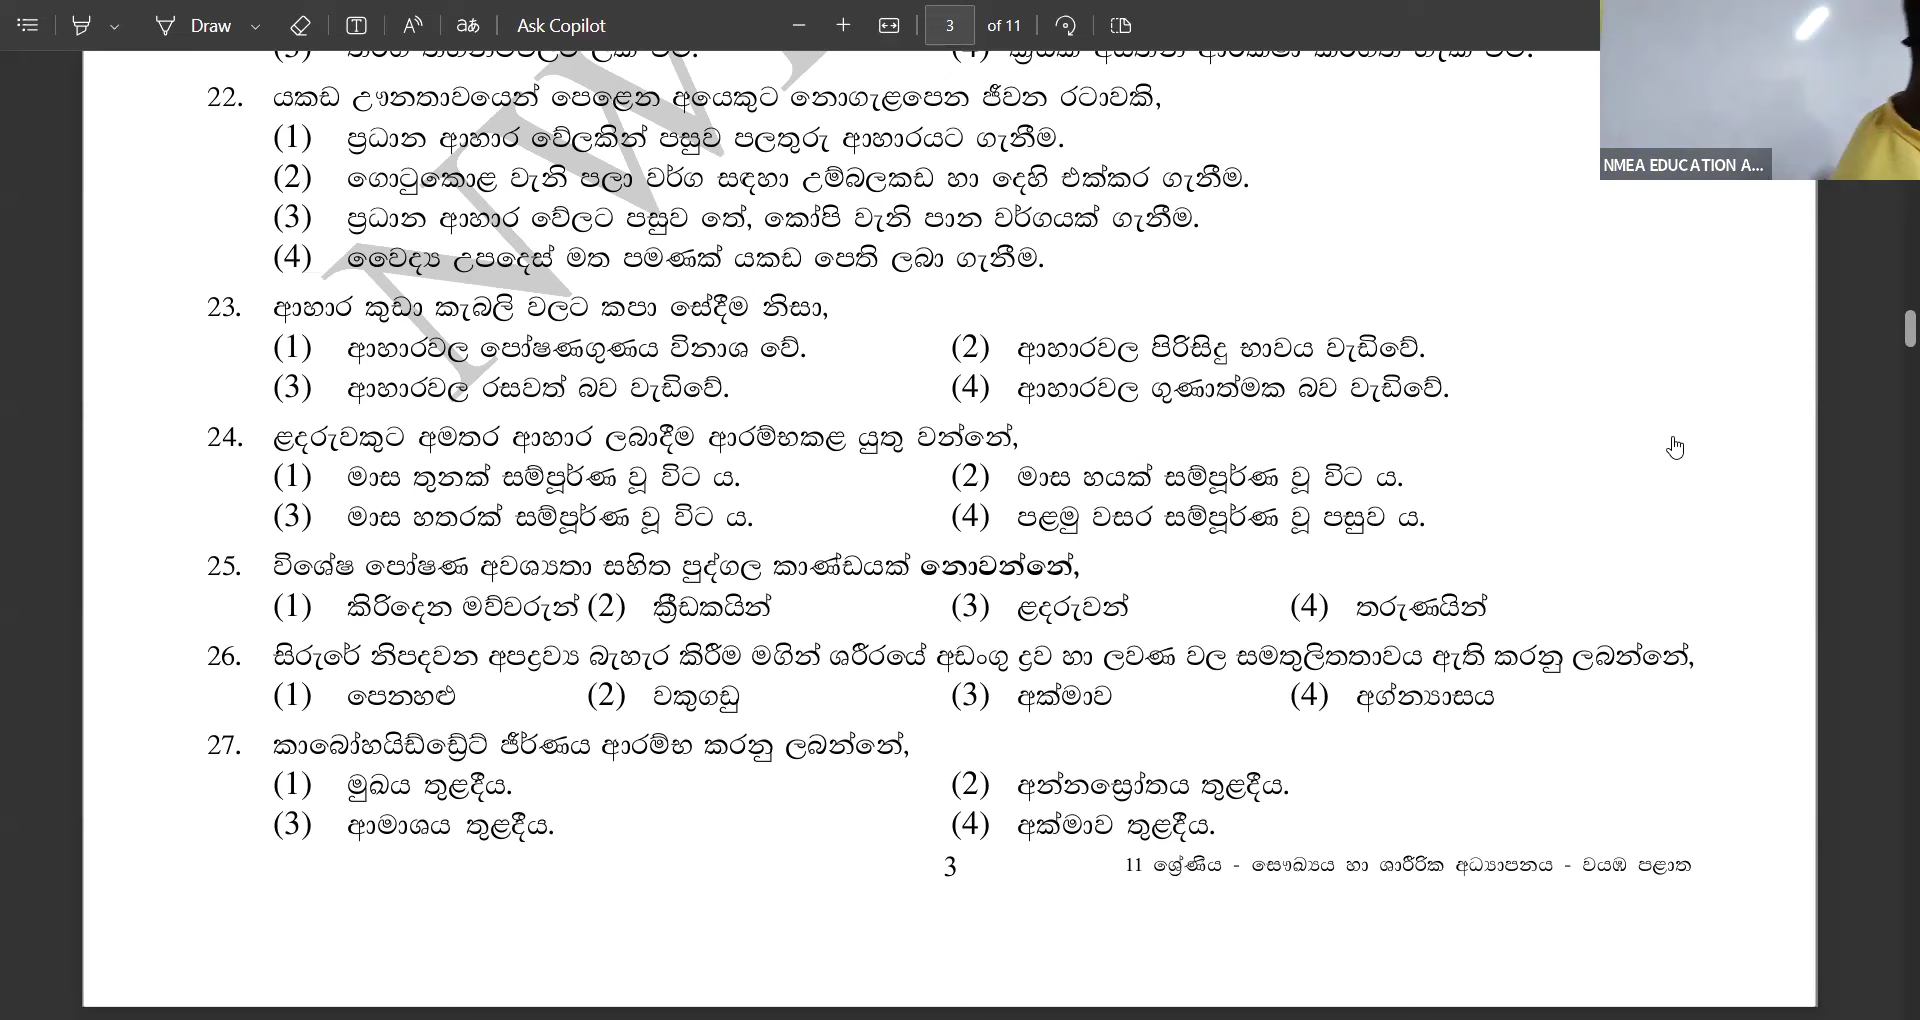 Draw
Ask Copilot
3 of 11
NMEA EDUCATION A...
22. යකඩ ඌනතාවයෙන් පෙළෙන අයෙකුට නොගැළපෙන ජීවන රටාවකි,
(1) ප්‍රධාන ආහාර වේලකින් පසුව පලතුරු ආහාරයට ගැනීම.
(2) ගොටුකොළ වැනි පලා වර්ග සඳහා උම්බලකඩ හා දෙහි එක්කර ගැනීම.
(3) ප්‍රධාන ආහාර වේලට පසුව තේ, කෝපි වැනි පාන වර්ගයක් ගැනීම.
(4) වෛද්‍ය උපදෙස් මත පමණක් යකඩ පෙති ලබා ගැනීම.
23. ආහාර කුඩා කැබලි වලට කපා සේදීම නිසා,
(1) ආහාරවල පෝෂණගුණය විනාශ වේ. (2) ආහාරවල පිරිසිදු භාවය වැඩිවේ.
(3) ආහාරවල රසවත් බව වැඩිවේ. (4) ආහාරවල ගුණාත්මක බව වැඩිවේ.
24. ළදරුවකුට අමතර ආහාර ලබාදීම ආරම්භකළ යුතු වන්නේ,
(1) මාස තුනක් සම්පූර්ණ වූ විට ය. (2) මාස හයක් සම්පූර්ණ වූ විට ය.
(3) මාස හතරක් සම්පූර්ණ වූ විට ය. (4) පළමු වසර සම්පූර්ණ වූ පසුව ය.
25. විශේෂ පෝෂණ අවශ්‍යතා සහිත පුද්ගල කාණ්ඩයක් නොවන්නේ,
(1) කිරිදෙන මව්වරුන් (2) ක්‍රීඩකයින් (3) ළදරුවන් (4) තරුණයින්
26. සිරුරේ නිපදවන අපද්‍රව්‍ය බැහැර කිරීම මගින් ශරීරයේ අඩංගු ද්‍රව හා ලවණ වල සමතුලිතතාවය ඇති කරනු ලබන්නේ,
(1) පෙනහළු (2) වකුගඩු (3) අක්මාව (4) අග්න්‍යාසය
27. කාබෝහයිඩ්ඩ්‍රේට් ජීර්ණය ආරම්භ කරනු ලබන්නේ,
(1) මුඛය තුළදීය. (2) අන්නස්‍රෝතය තුළදීය.
(3) ආමාශය තුළදීය. (4) අක්මාව තුළදීය.
3 11 ශ්‍රේණිය - සෞඛ්‍යය හා ශාරීරික අධ්‍යාපනය - වයඹ පළාත